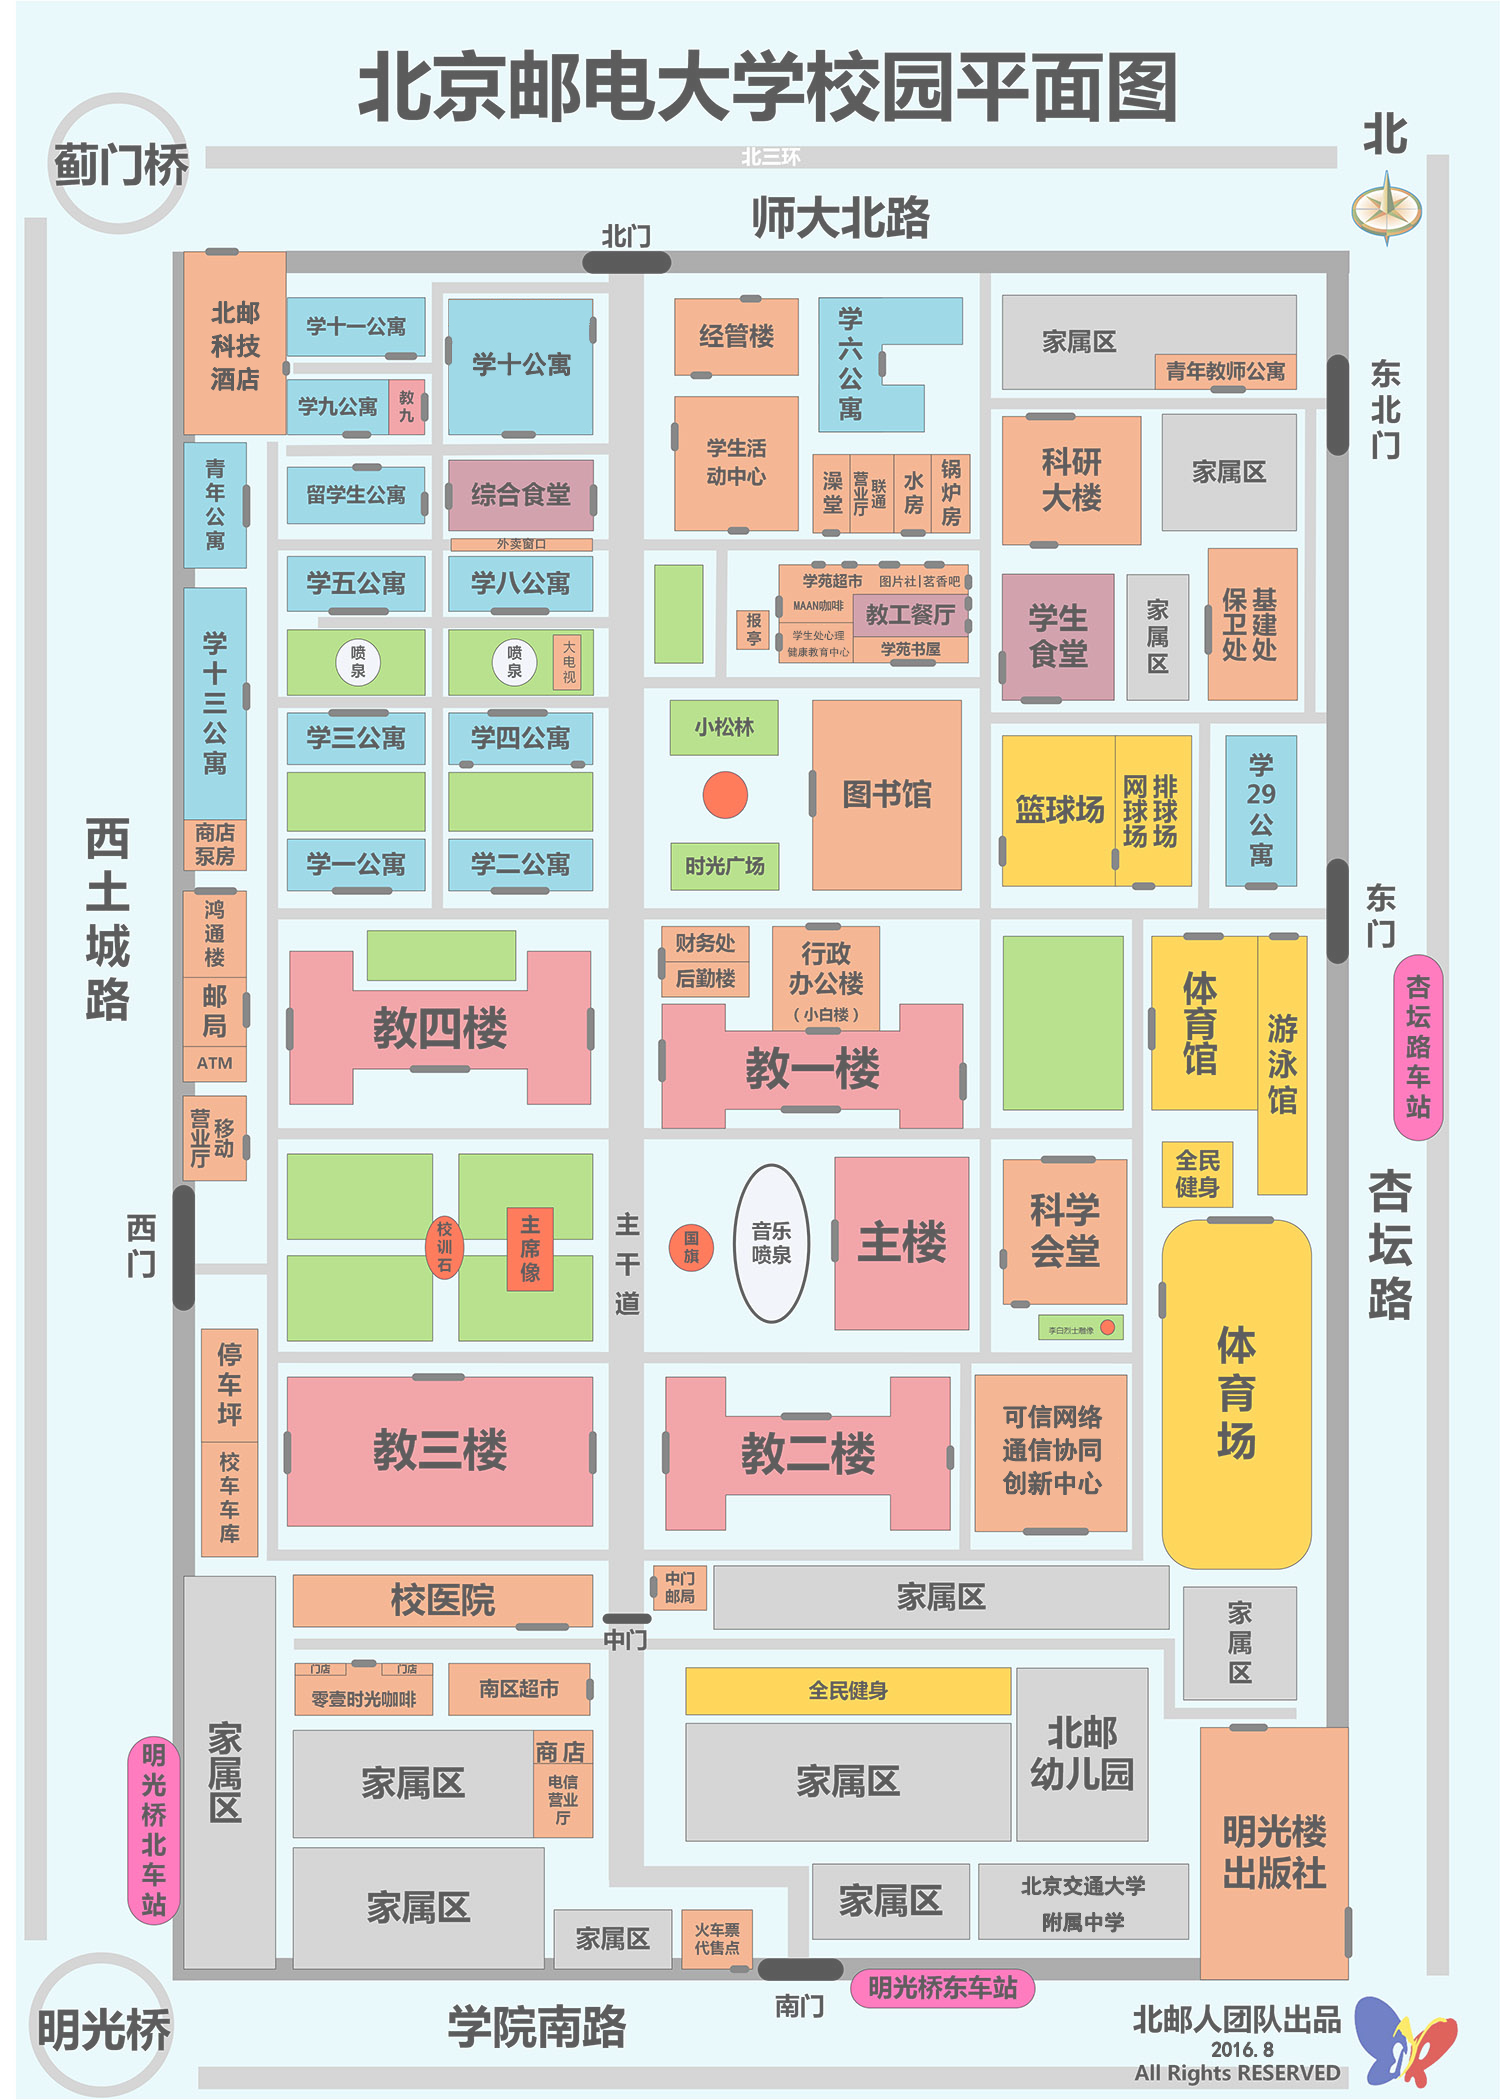 北京邮电大学校园平面图
蓟门桥
北三环
北
师大北路
北门
北邮
科技
酒店
学十一公寓
学十公寓
经管楼
学六公寓
家属区
青年教师公寓
东北门
学九公寓
教九
学生活
动中心
科研
大楼
家属区
青年公寓
留学生公寓
综合食堂
澡堂
营业厅
联通
水房
锅炉房
外卖窗口
学五公寓
学八公寓
学苑超市
图片社|茗香吧
MAAN咖啡
教工餐厅
报亭
学生处心理
健康教育中心
学苑书屋
学生
食堂
家属区
保卫处
基建处
学十三公寓
喷泉
喷泉
大电视
学三公寓
学四公寓
小松林
图书馆
篮球场
网球场
排球场
学29公寓
商店
泵房
学一公寓
学二公寓
时光广场
西土城路
东门
鸿通楼
邮局
ATM
教四楼
财务处
后勤楼
行政
办公楼
（小白楼）
教一楼
体育馆
游泳馆
杏坛路车站
营业厅
移动
全民
健身
西门
校训石
主席像
主干道
国旗
音乐
喷泉
主楼
科学
会堂
李白烈士雕像
杏坛路
停车坪
校车车库
教三楼
教二楼
可信网络
通信协同
创新中心
体育场
校医院
中门
邮局
家属区
家属区
中门
门店
门店
零壹时光咖啡
南区超市
全民健身
家属区
家属区
商店
电信
营业
厅
家属区
北邮
幼儿园
明光楼
出版社
明光桥北车站
家属区
家属区
火车票
代售点
家属区
北京交通大学
附属中学
南门
明光桥东车站
明光桥
学院南路
北邮人团队出品
2016.8
All Rights RESERVED